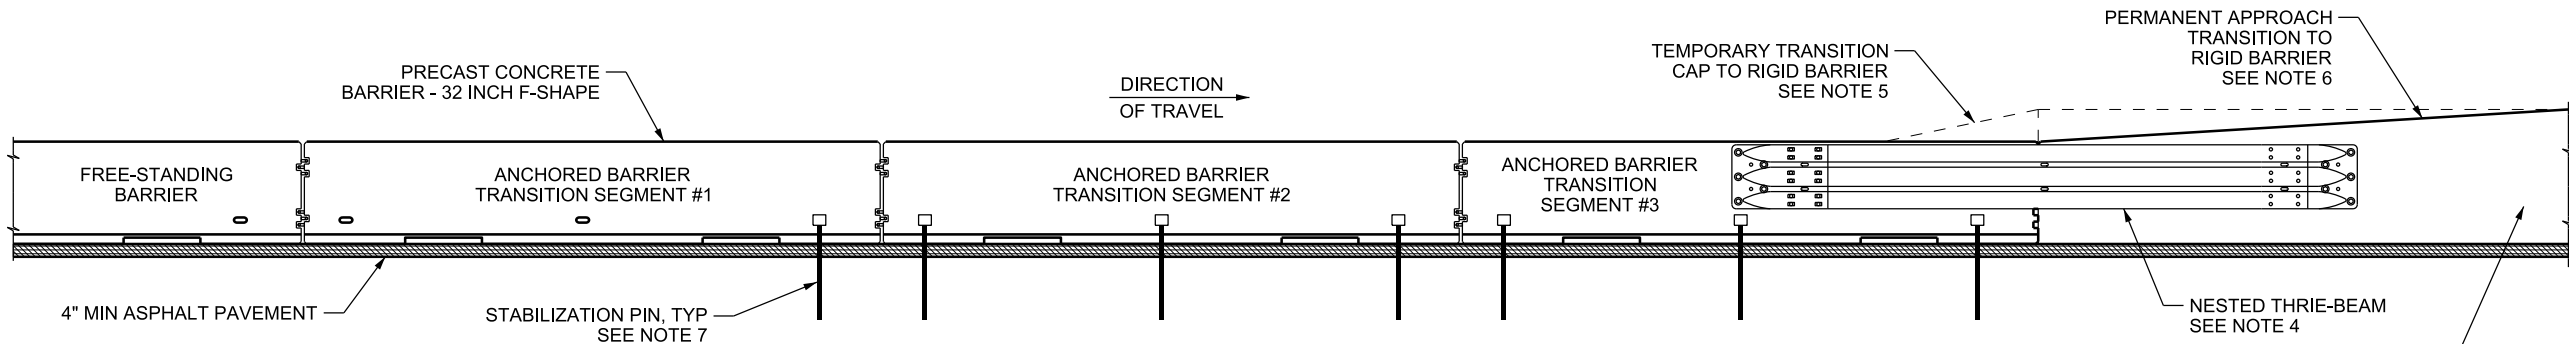 PERMANENT APPROACH
TRANSITION TO
RIGID BARRIER
SEE NOTE 6
TEMPORARY TRANSITION
CAP TO RIGID BARRIER
SEE NOTE 5
PRECAST CONCRETE
BARRIER - 32 INCH F-SHAPE
DIRECTION
OF TRAVEL
FREE-STANDING
BARRIER
ANCHORED BARRIER
TRANSITION SEGMENT #1
ANCHORED BARRIER
TRANSITION SEGMENT #2
ANCHORED BARRIER
TRANSITION
SEGMENT #3
4" MIN ASPHALT PAVEMENT
STABILIZATION PIN, TYP
SEE NOTE 7
NESTED THRIE-BEAM
SEE NOTE 4